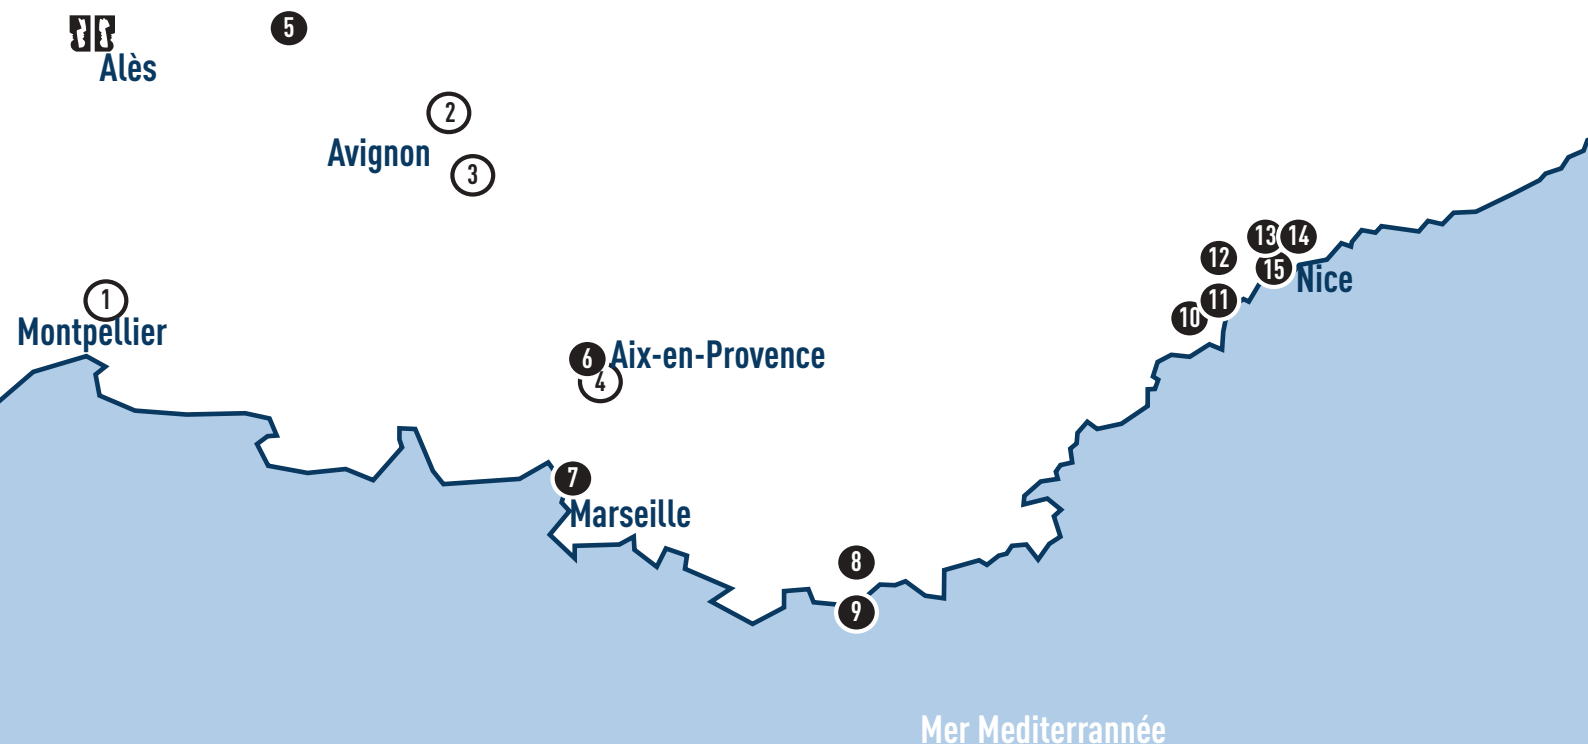 5
Alès
2
Avignon
3
13
14
12
15
Nice
1
11
10
Montpellier
6
Aix-en-Provence
4
7
Marseille
8
9
Mer Mediterrannée